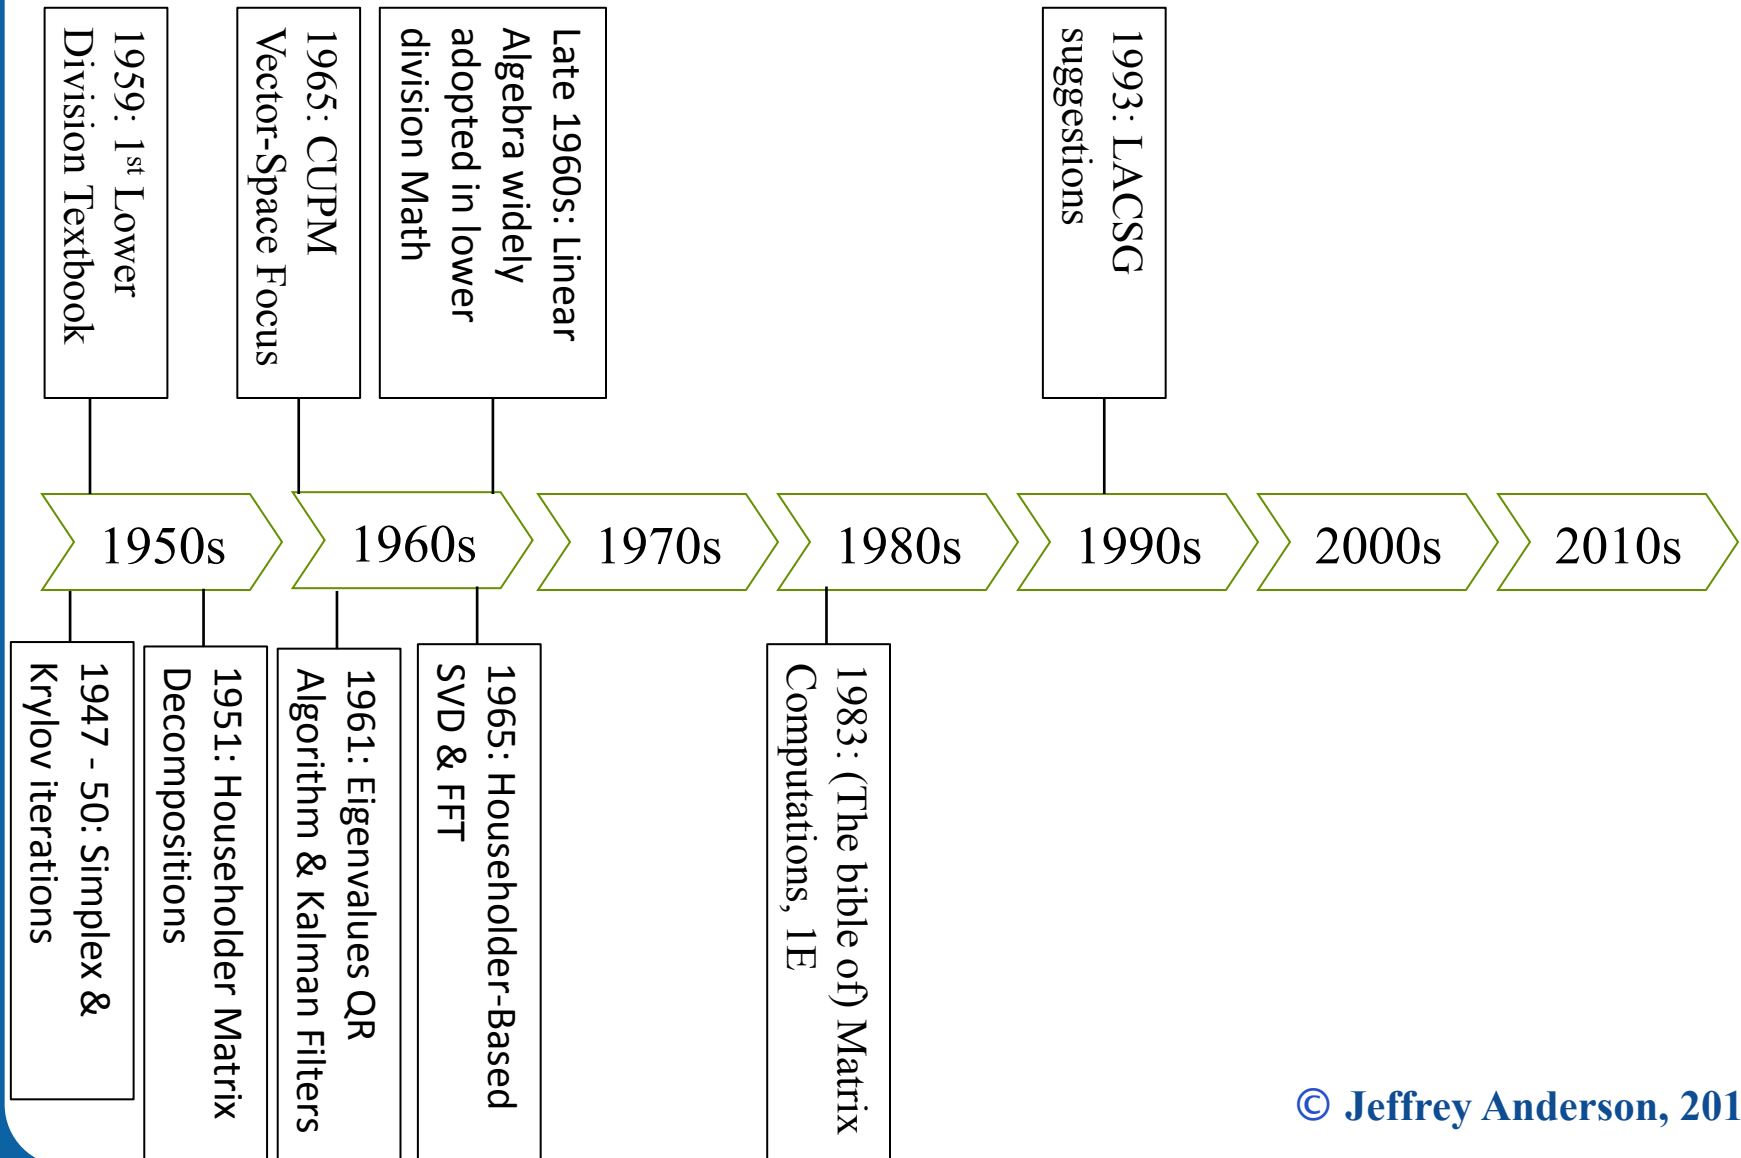 1959: 1st Lower
Division Textbook
1965: CUPM
Vector-Space Focus
Late 1960s: Linear
Algebra widely
adopted in lower
division Math
1993: LACSG
suggestions
1950s
1960s
1970s
1980s
1990s
2000s
2010s
1947 - 50: Simplex &
Krylov iterations
1951: Householder Matrix
Decompositions
1961: Eigenvalues QR
Algorithm & Kalman Filters
1965: Householder-Based
SVD & FFT
1983: (The bible of) Matrix
Computations, 1E
© Jeffrey Anderson, 201